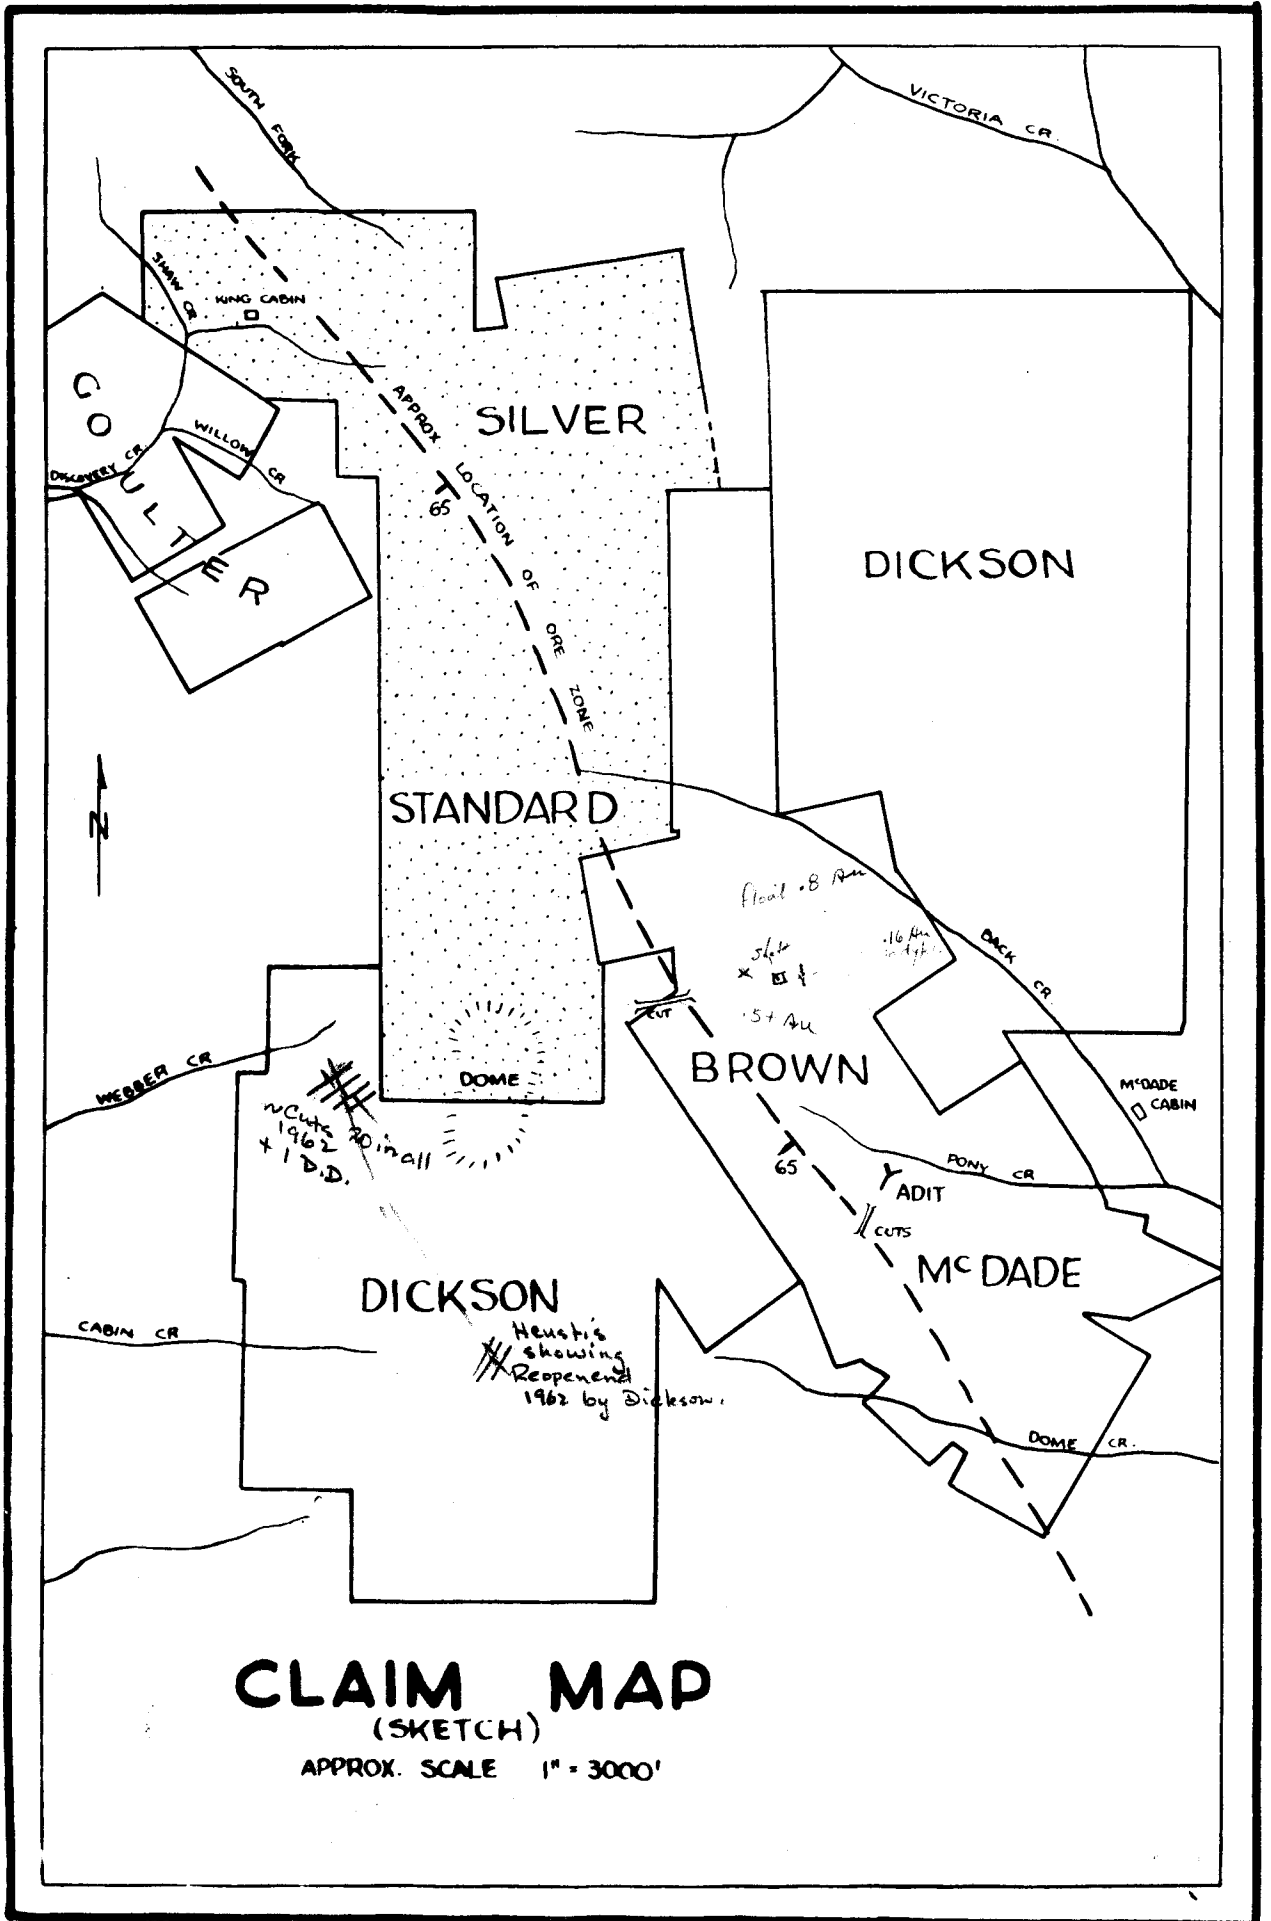 SOUTH FORK
VICTORIA CR.
SHAW CR
KING CABIN
GOULTER
APPROX LOCATION OF ORE ZONE
SILVER
WILLOW CR
DISCOVERY CR.
65
DICKSON
N
STANDARD
Float .8 Au
.16 Au
BACK CR.
.5+ Au
CUT
BROWN
WEBBER CR
DOME
McDADE
CABIN
~Cuts
1962 20 in all
+ 1 D.D.
65
PONY CR
ADIT
CUTS
McDADE
DICKSON
CABIN CR
Heustis
showing
Reopenend
1962 by Dickson.
DOME CR.
CLAIM MAP
(SKETCH)
APPROX. SCALE 1" = 3000'